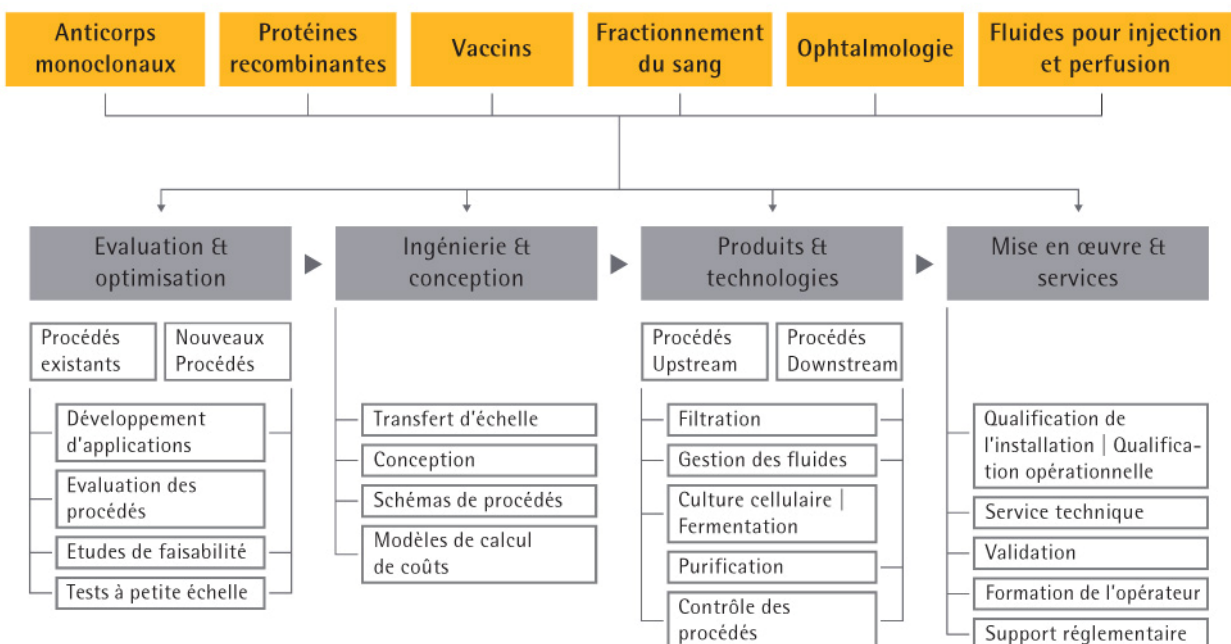 Anticorps
monoclonaux
Protéines
recombinantes
Vaccins
Fractionnement
du sang
Ophtalmologie
Fluides pour injection
et perfusion
Evaluation &
optimisation
Ingénierie &
conception
Produits &
technologies
Mise en œuvre &
services
Procédés
existants
Nouveaux
Procédés
Développement
d'applications
Evaluation des
procédés
Etudes de faisabilité
Tests à petite échelle
Transfert d'échelle
Conception
Schémas de procédés
Modèles de calcul
de coûts
Procédés
Upstream
Procédés
Downstream
Filtration
Gestion des fluides
Culture cellulaire |
Fermentation
Purification
Contrôle des
procédés
Qualification de
l'installation | Qualifica-
tion opérationnelle
Service technique
Validation
Formation de l'opérateur
Support réglementaire